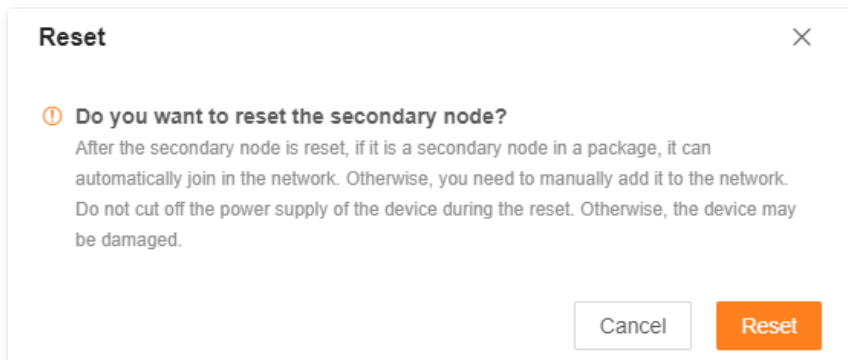 Reset
Do you want to reset the secondary node?
After the secondary node is reset, if it is a secondary node in a package, it can
automatically join in the network. Otherwise, you need to manually add it to the network.
Do not cut off the power supply of the device during the reset. Otherwise, the device may
be damaged.
Cancel
Reset